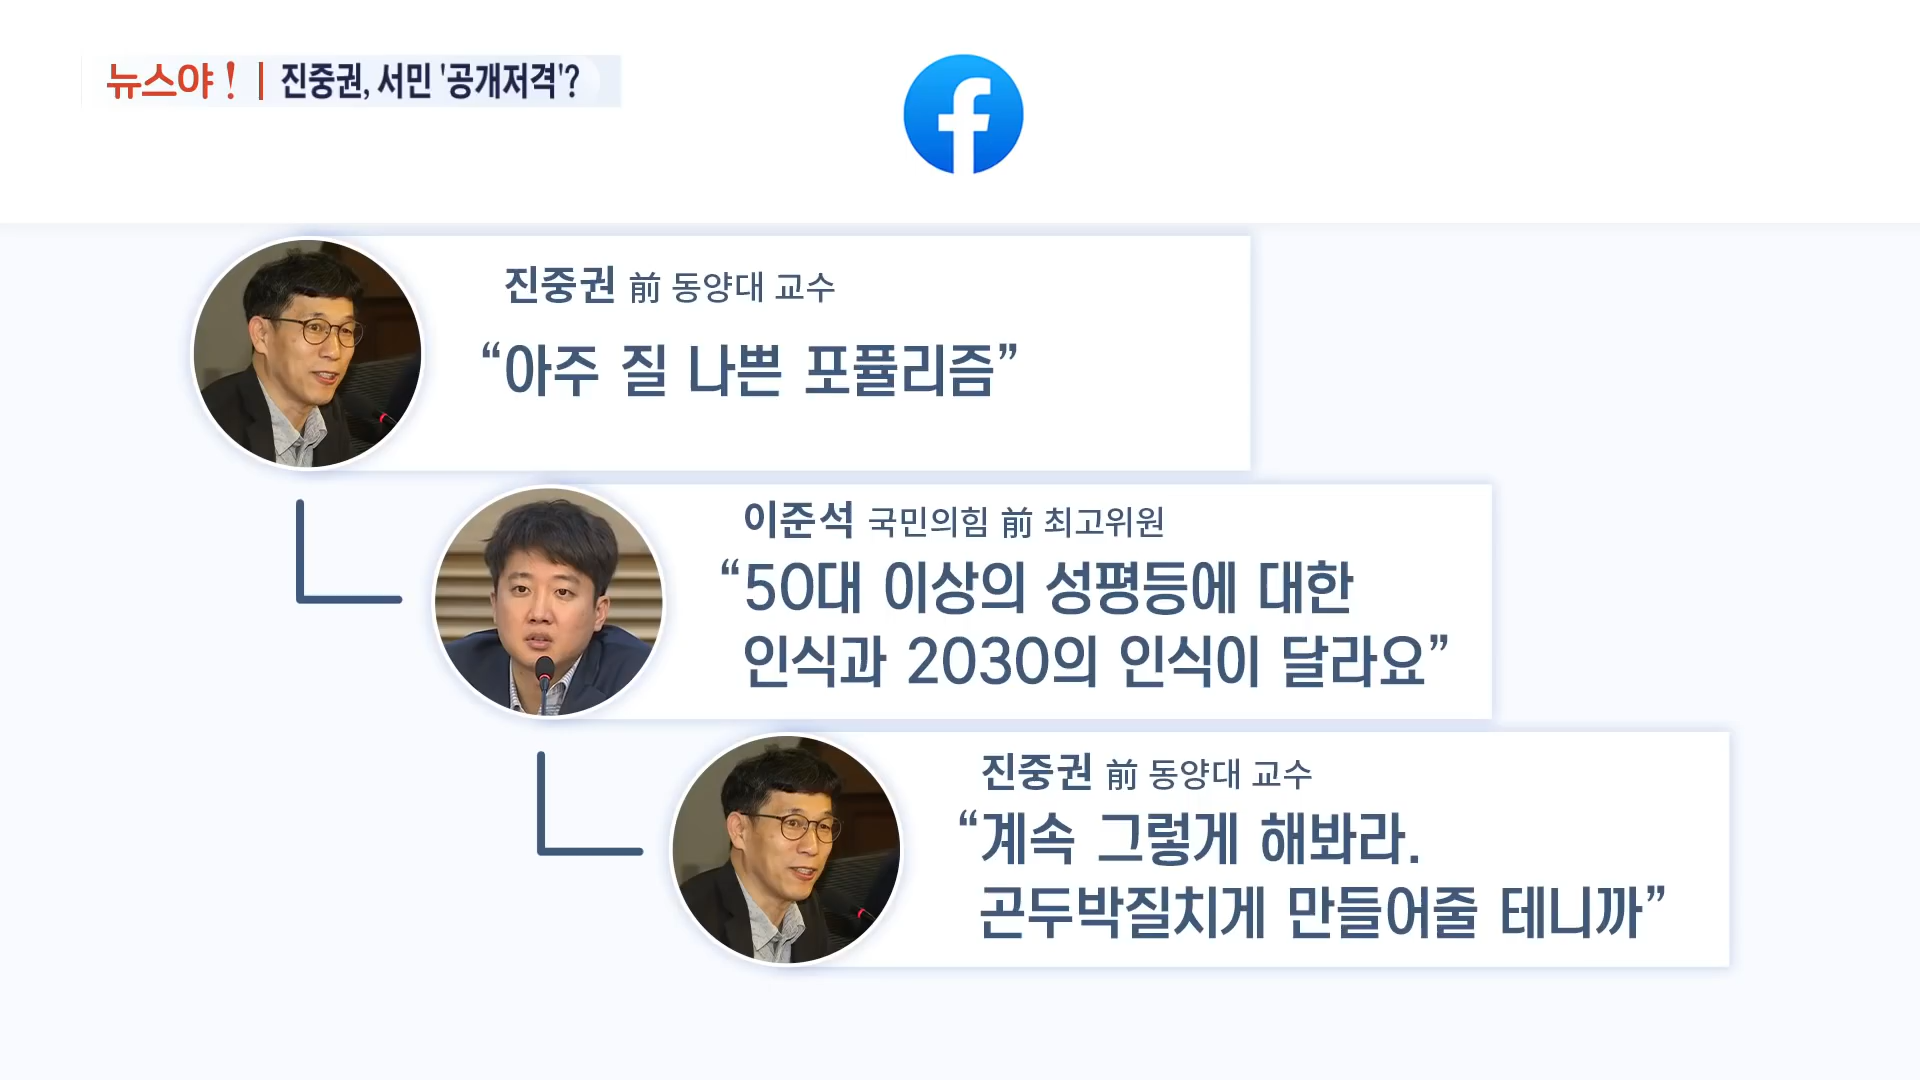 뉴스야! | 진중권, 서민 '공개저격'?
진중권 前 동양대 교수
“아주 질 나쁜 포퓰리즘”
이준석 국민의힘 前 최고위원
“50대 이상의 성평등에 대한
인식과 2030의 인식이 달라요”
진중권 前 동양대 교수
“계속 그렇게 해봐라.
곤두박질치게 만들어줄 테니까”